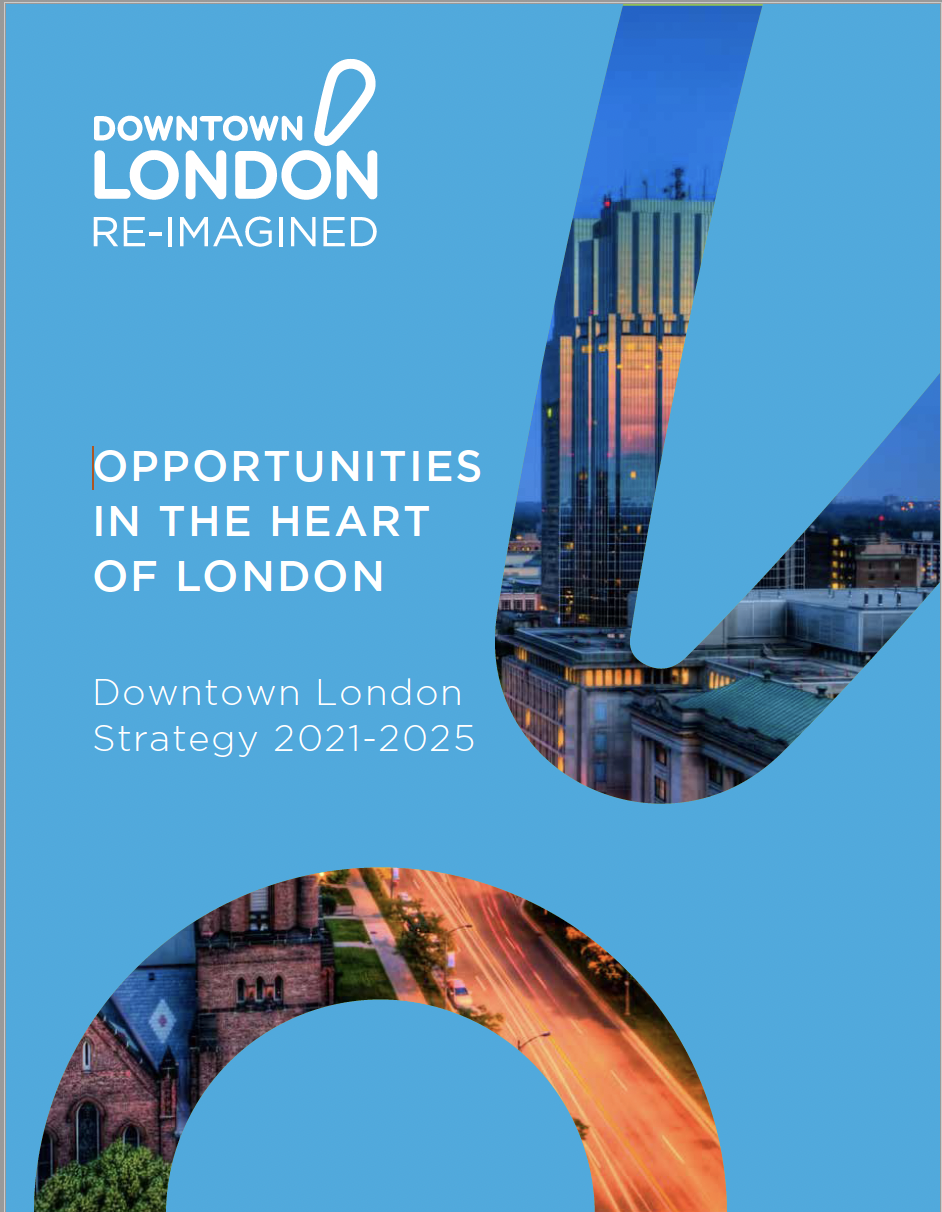 DOWNTOWN
LONDON
RE-IMAGINED
OPPORTUNITIES
IN THE HEART
OF LONDON
Downtown London
Strategy 2021-2025